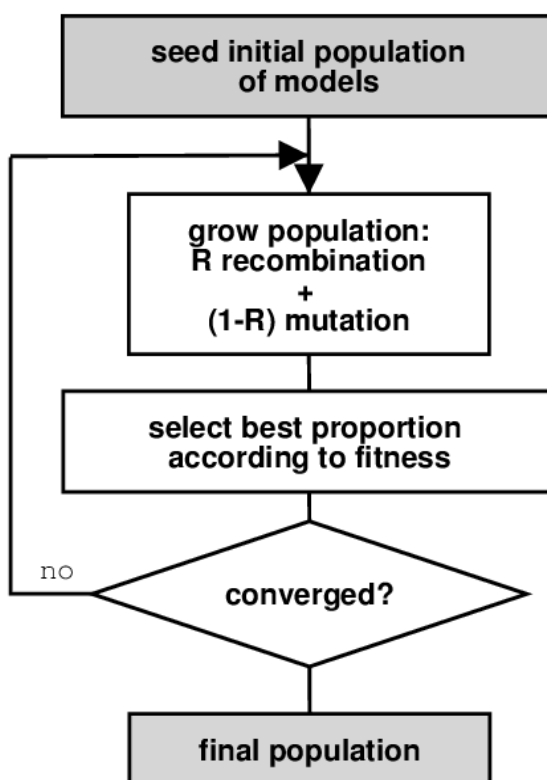 seed initial population
of models
grow population:
R recombination
+
(1-R) mutation
select best proportion
according to fitness
no
converged?
final population